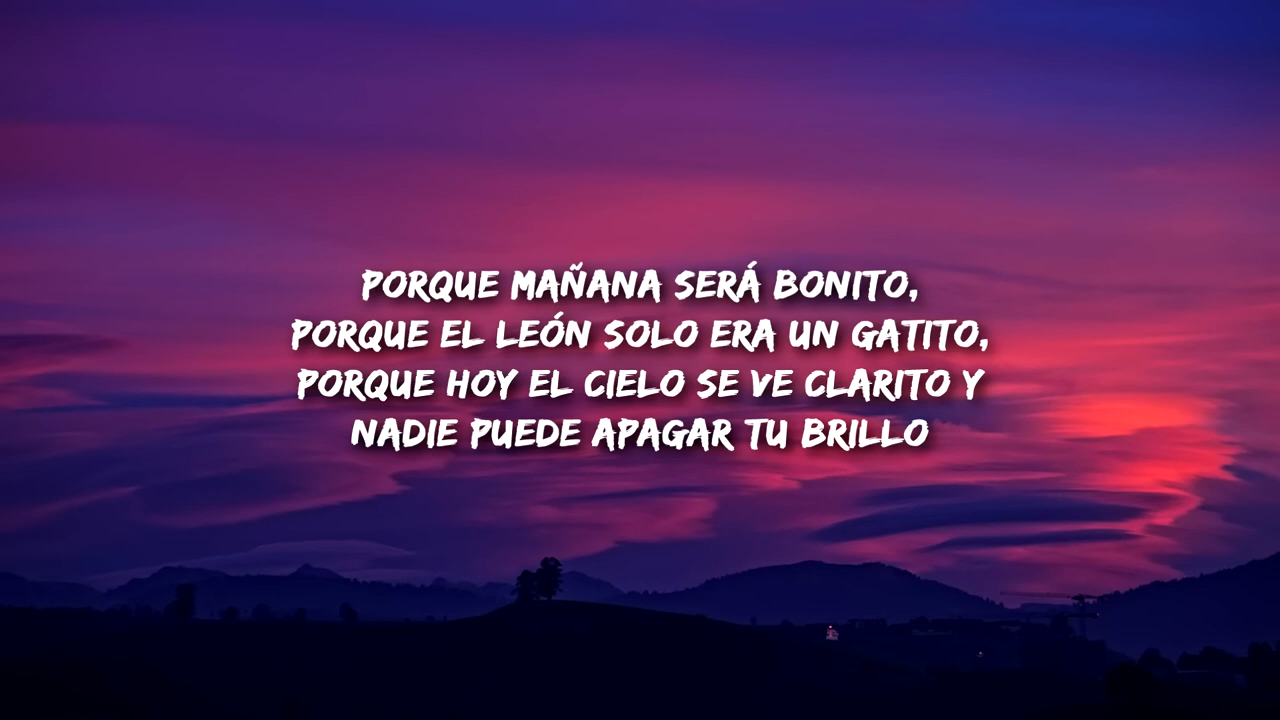 PORQUE MAÑANA SERÁ BONITO,
PORQUE EL LEÓN SOLO ERA UN GATITO,
PORQUE HOY EL CIELO SE VE CLARITO Y
NADIE PUEDE APAGAR TU BRILLO